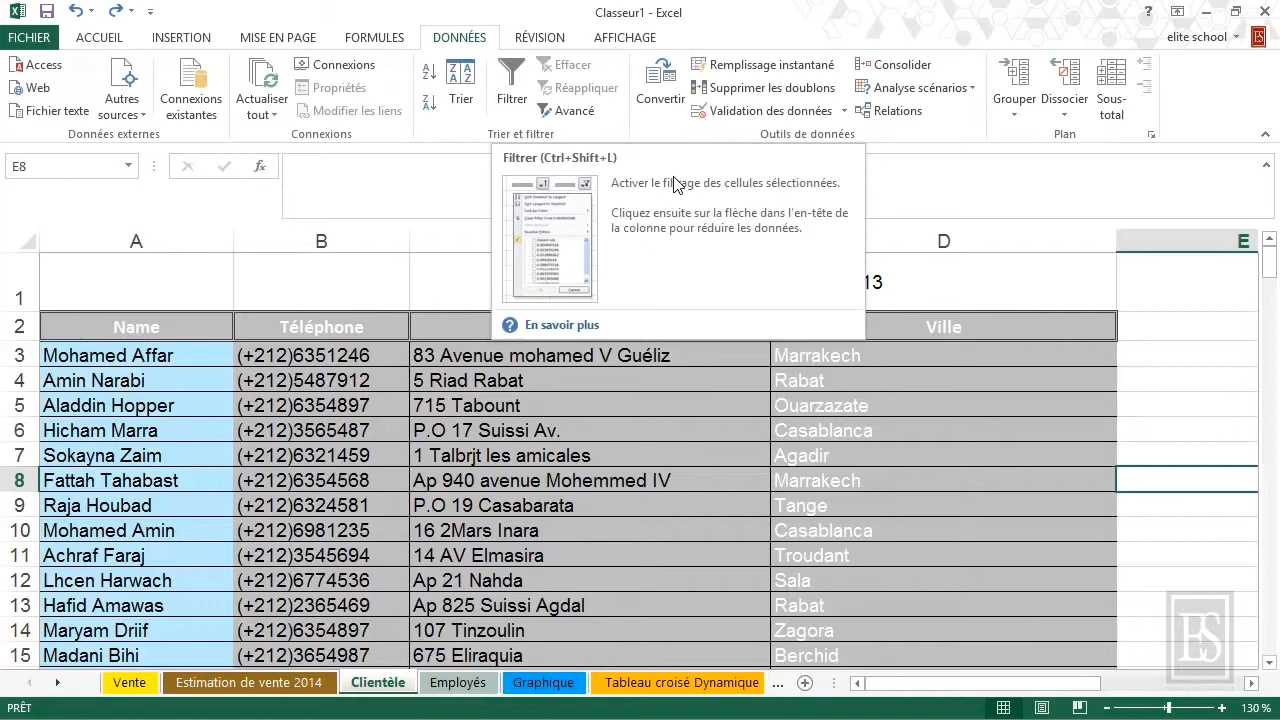 Classeur1 - Excel
?
FICHIER
ACCUEIL
INSERTION
MISE EN PAGE
FORMULES
DONNÉES
RÉVISION
AFFICHAGE
elite school
ES
Access
Web
Fichier texte
Autres sources
Connexions existantes
Données externes
Actualiser tout
Connexions
Propriétés
Modifier les liens
Connexions
Trier
Filtrer
Effacer
Réappliquer
Avancé
Trier et filtrer
Convertir
Remplissage instantané
Supprimer les doublons
Validation des données
Consolider
Analyse scénarios
Relations
Outils de données
Grouper
Dissocier
Sous-total
Plan
E8
Filtrer (Ctrl+Shift+L)
Activer le filtrage des cellules sélectionnées.
Cliquez ensuite sur la flèche dans l'en-tête de
la colonne pour réduire les données.
En savoir plus
A B D E
1 13
2 Name Téléphone Ville
3 Mohamed Affar (+212)6351246 83 Avenue mohamed V Guéliz Marrakech
4 Amin Narabi (+212)5487912 5 Riad Rabat Rabat
5 Aladdin Hopper (+212)6354897 715 Tabount Ouarzazate
6 Hicham Marra (+212)3565487 P.O 17 Suissi Av. Casablanca
7 Sokayna Zaim (+212)6321459 1 Talbrjt les amicales Agadir
8 Fattah Tahabast (+212)6354568 Ap 940 avenue Mohemmed IV Marrakech
9 Raja Houbad (+212)6324581 P.O 19 Casabarata Tange
10 Mohamed Amin (+212)6981235 16 2Mars Inara Casablanca
11 Achraf Faraj (+212)3545694 14 AV Elmasira Troudant
12 Lhcen Harwach (+212)6774536 Ap 21 Nahda Sala
13 Hafid Amawas (+212)2365469 Ap 825 Suissi Agdal Rabat
14 Maryam Driif (+212)6354897 107 Tinzoulin Zagora
15 Madani Bihi (+212)3654987 675 Eliraquia Berchid
ES
Vente
Estimation de vente 2014
Clientèle
Employés
Graphique
Tableau croisé Dynamique
...
PRÊT
130 %